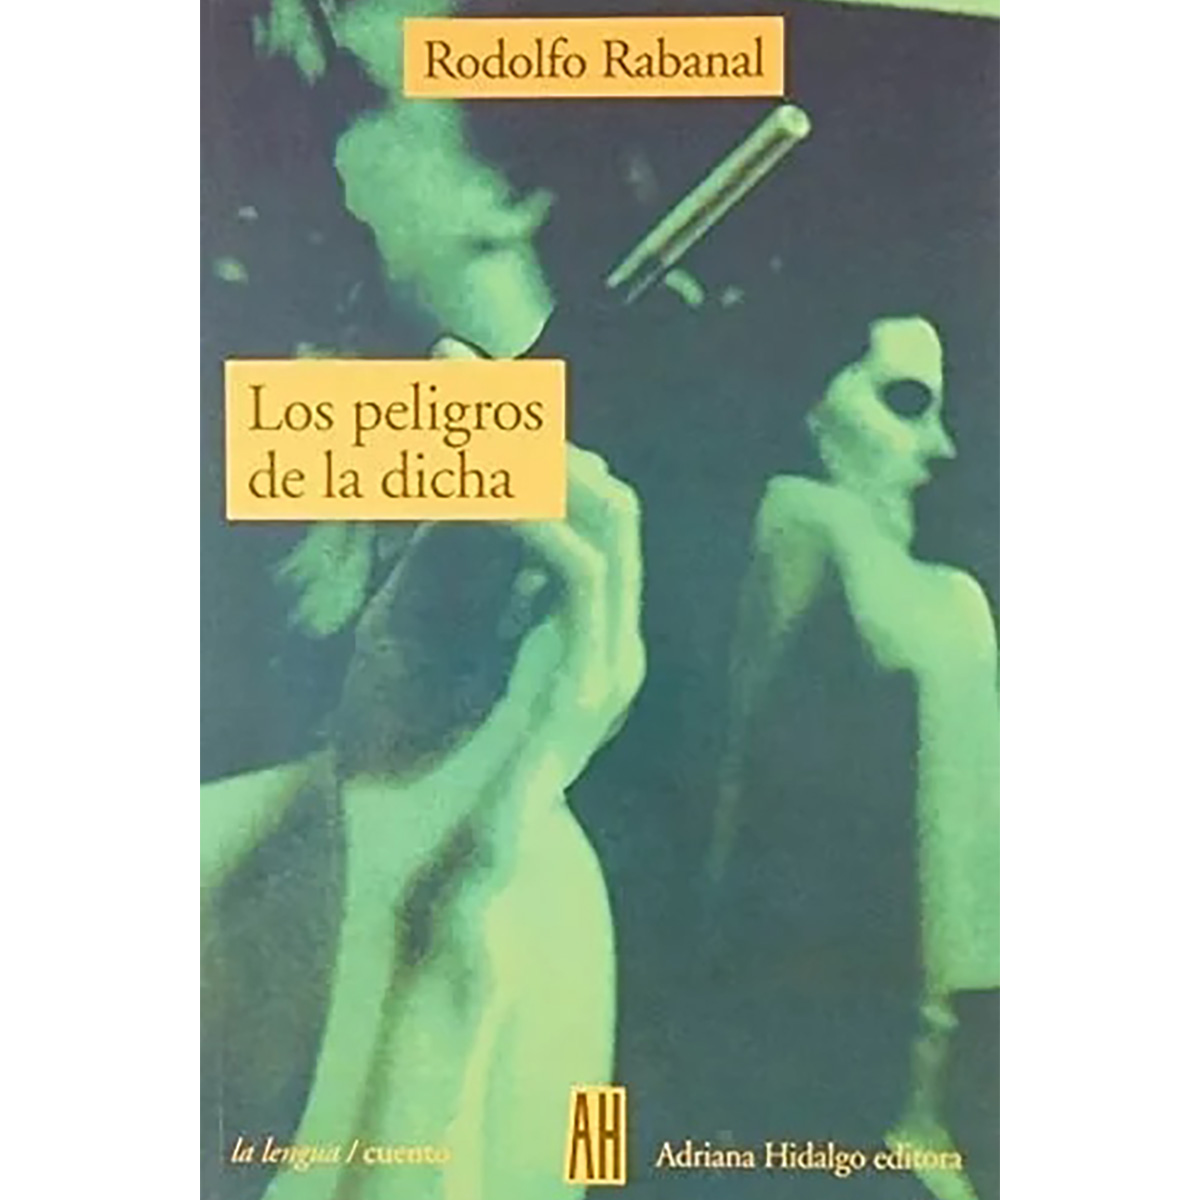 Rodolfo Rabanal
Los peligros
de la dicha
la lengua / cuento
AH
Adriana Hidalgo editora